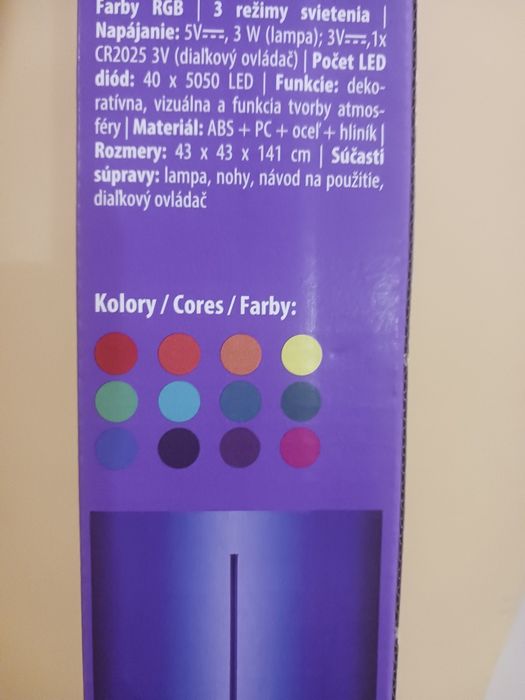 Farby RGB | 3 režimy svietenia |
Napájanie: 5V⎓, 3 W (lampa); 3V⎓,1x
CR2025 3V (dialkový ovládač) | Počet LED
diód: 40 x 5050 LED | Funkcie: deko-
ratívna, vizuálna a funkcia tvorby atmos-
féry | Materiál: ABS + PC + oceľ + hliník |
Rozmery: 43 x 43 x 141 cm | Súčasti
súpravy: lampa, nohy, návod na použitie,
diaľkový ovládač
Kolory / Cores / Farby: